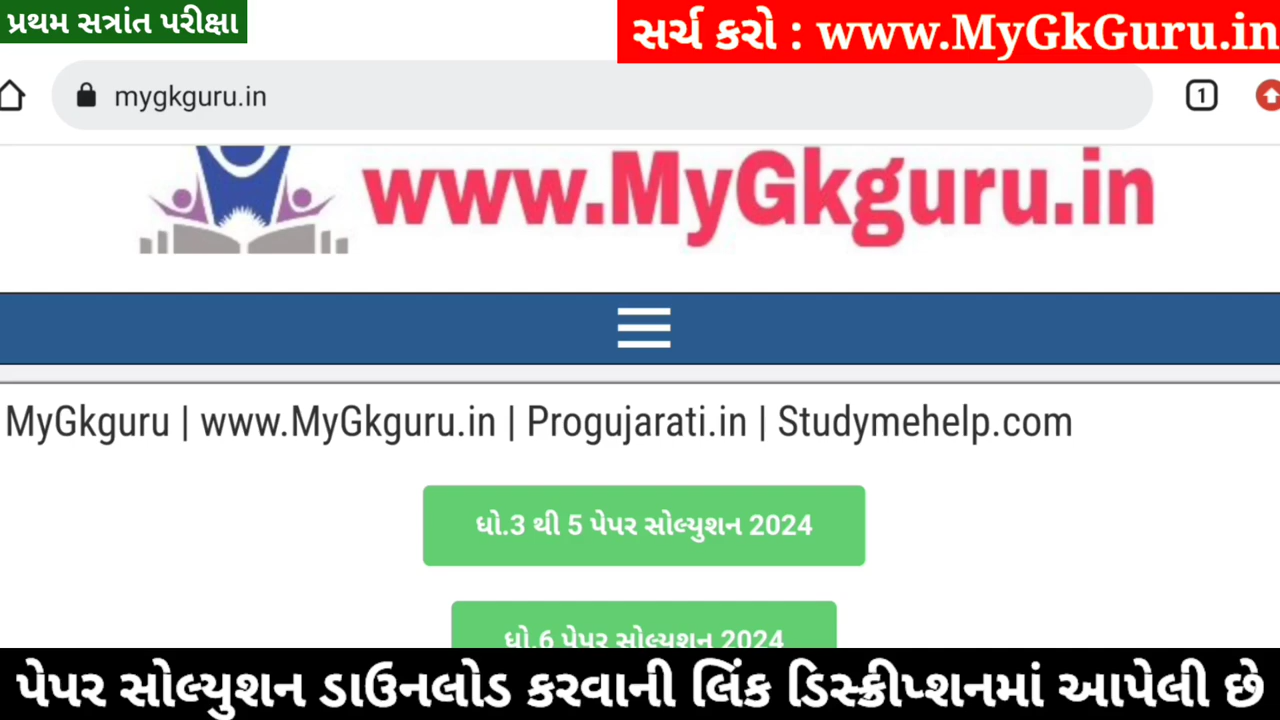 પ્રથમ સત્રાંત પરીક્ષા
સર્ચ કરો : www.MyGkGuru.in
mygkguru.in
1
www.MyGkguru.in
MyGkguru | www.MyGkguru.in | Progujarati.in | Studymehelp.com
ધો.3 થી 5 પેપર સોલ્યુશન 2024
ધો.6 પેપર સોલ્યુશન 2024
પેપર સોલ્યુશન ડાઉનલોડ કરવાની લિંક ડિસ્ક્રીપ્શનમાં આપેલી છે